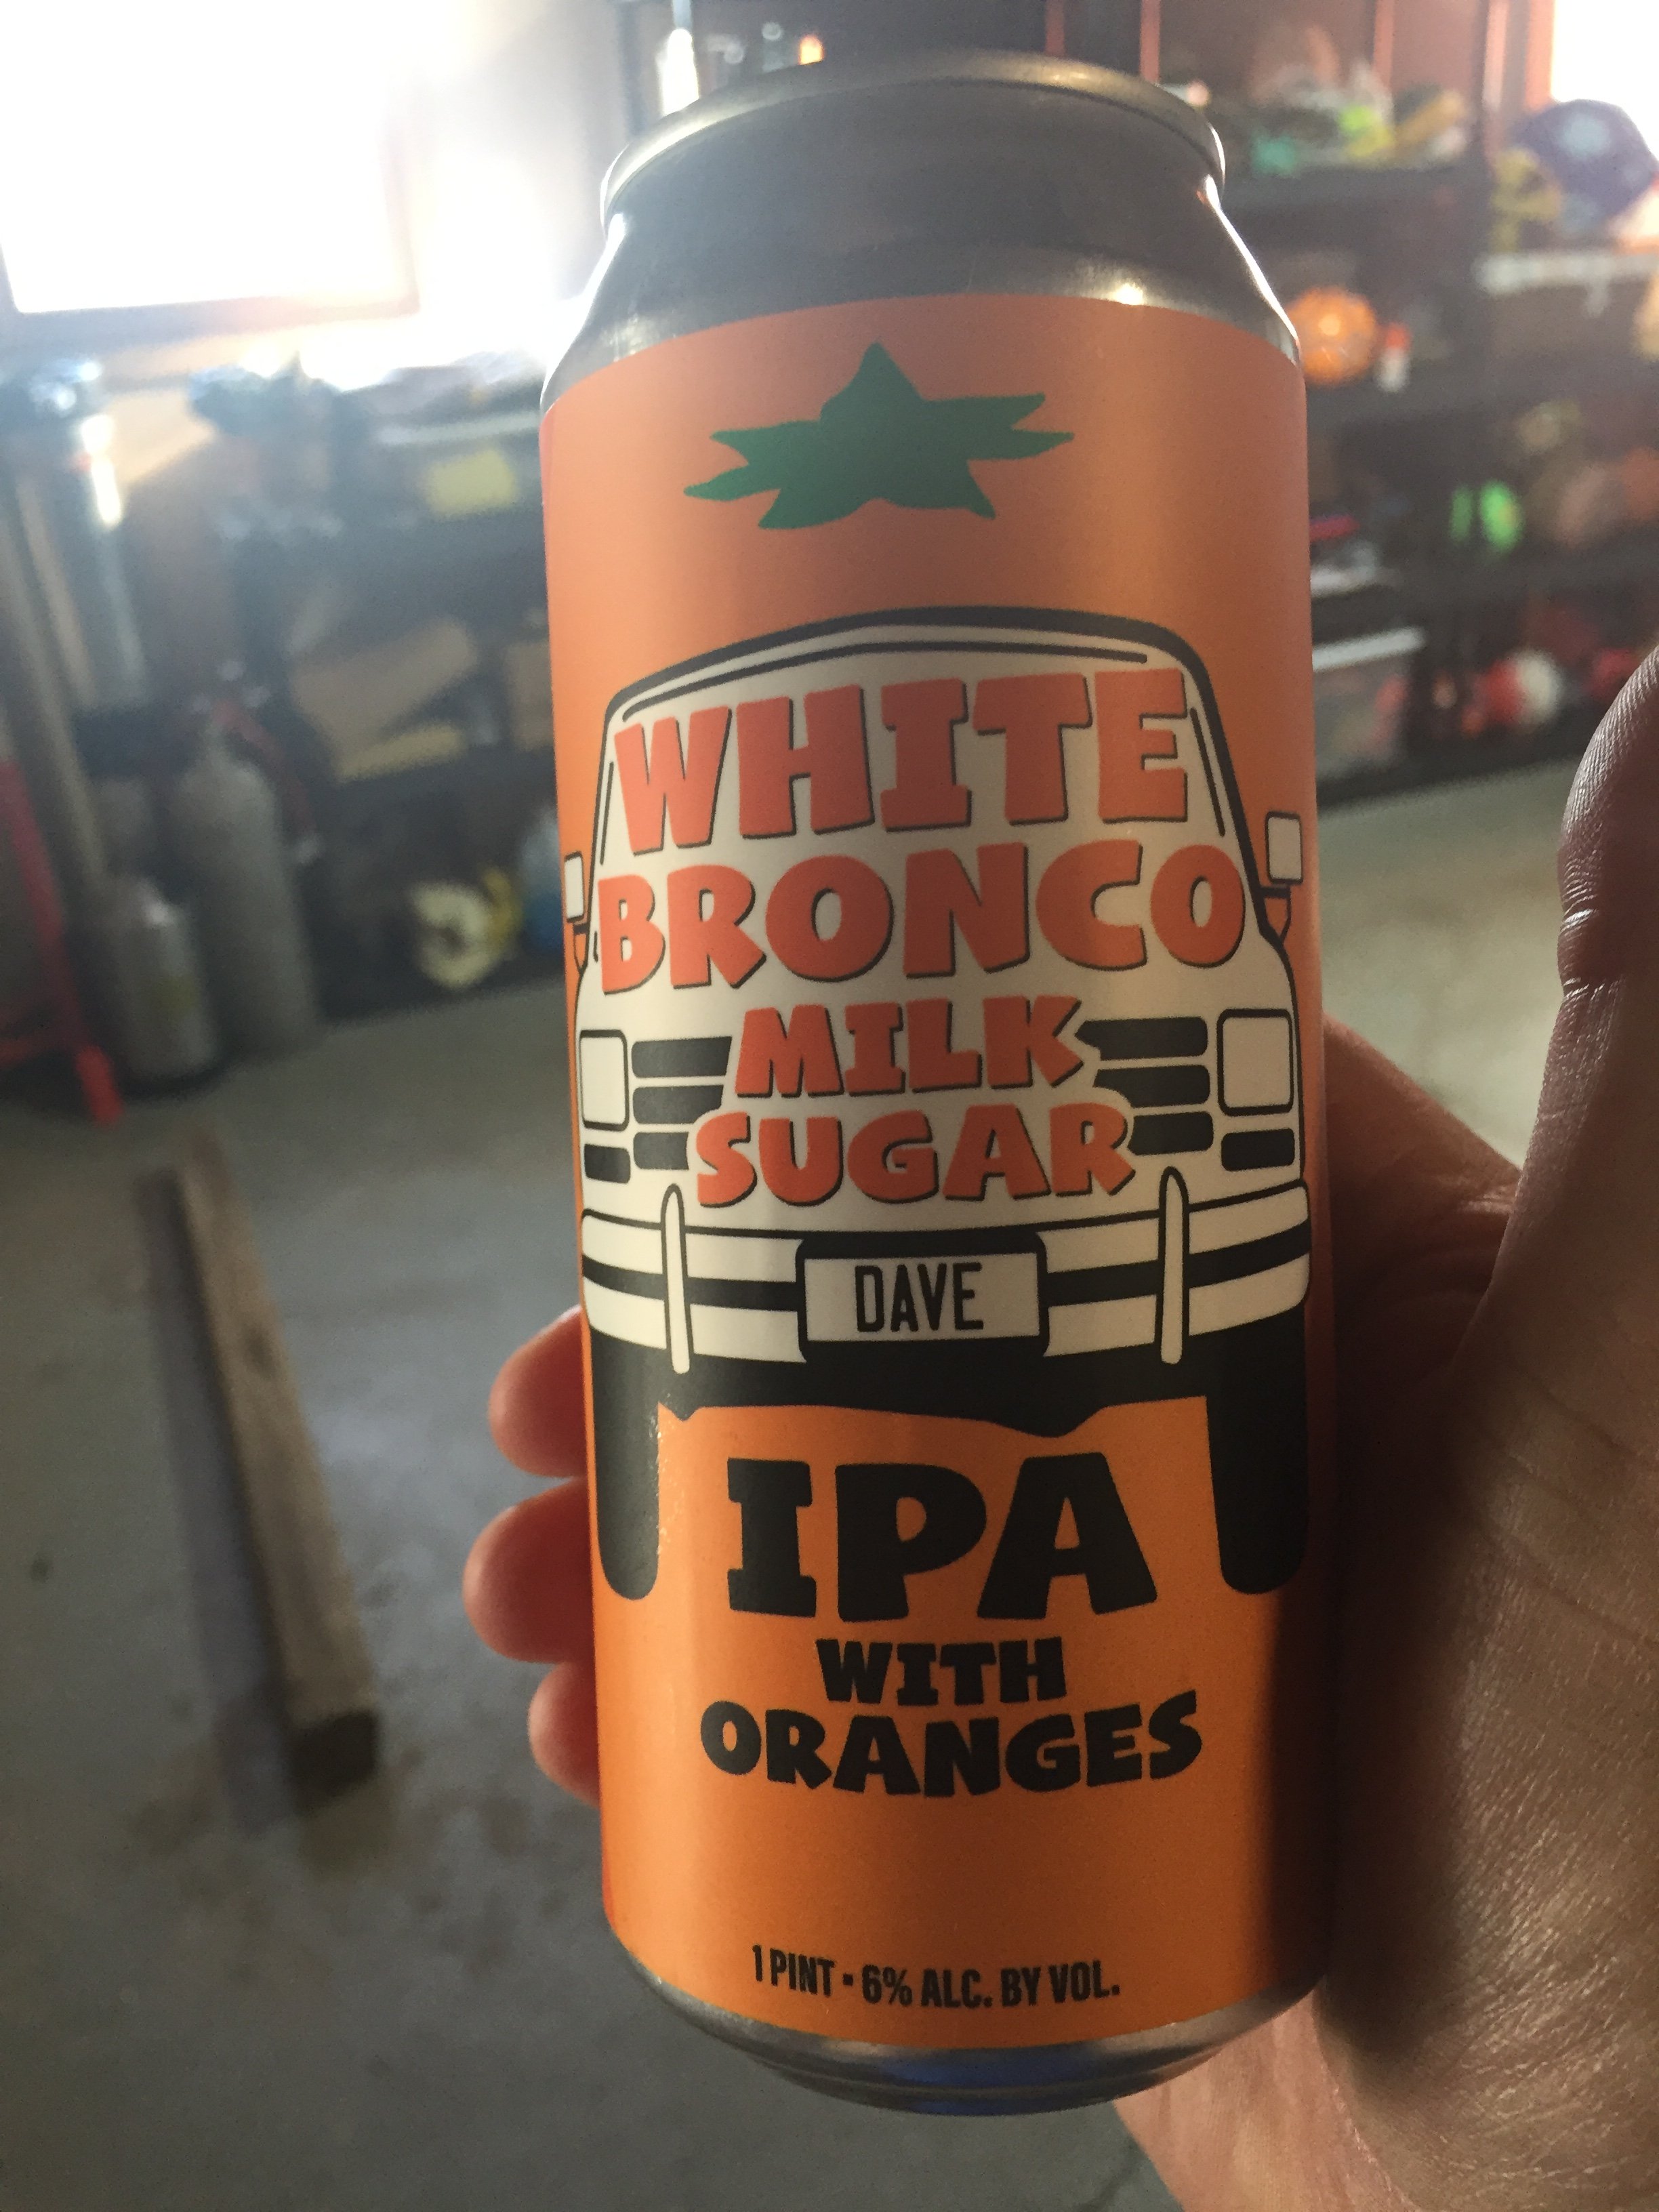 WHITE
BRONCO
MILK
SUGAR
DAVE
IPA
WITH
ORANGES
1 PINT • 6% ALC. BY VOL.